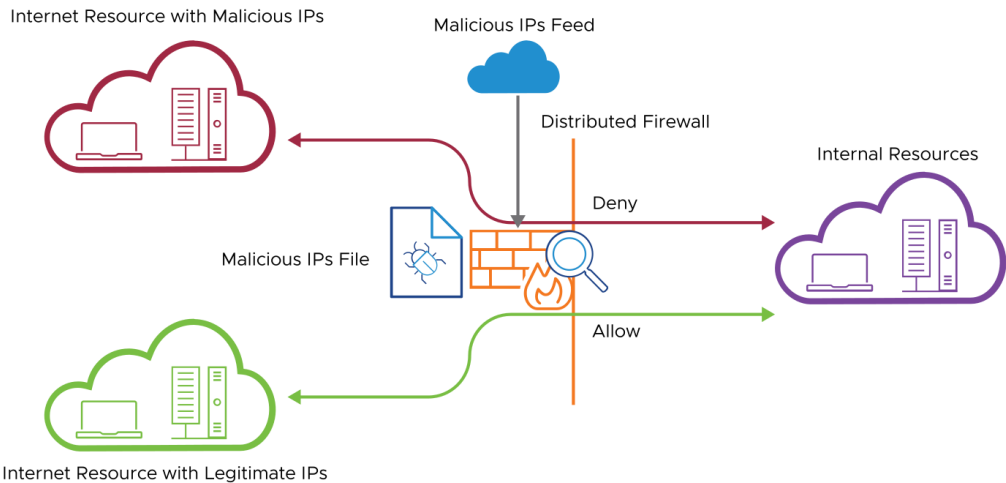 Internet Resource with Malicious IPs
Malicious IPs Feed
Distributed Firewall
Internal Resources
Deny
Malicious IPs File
Allow
Internet Resource with Legitimate IPs